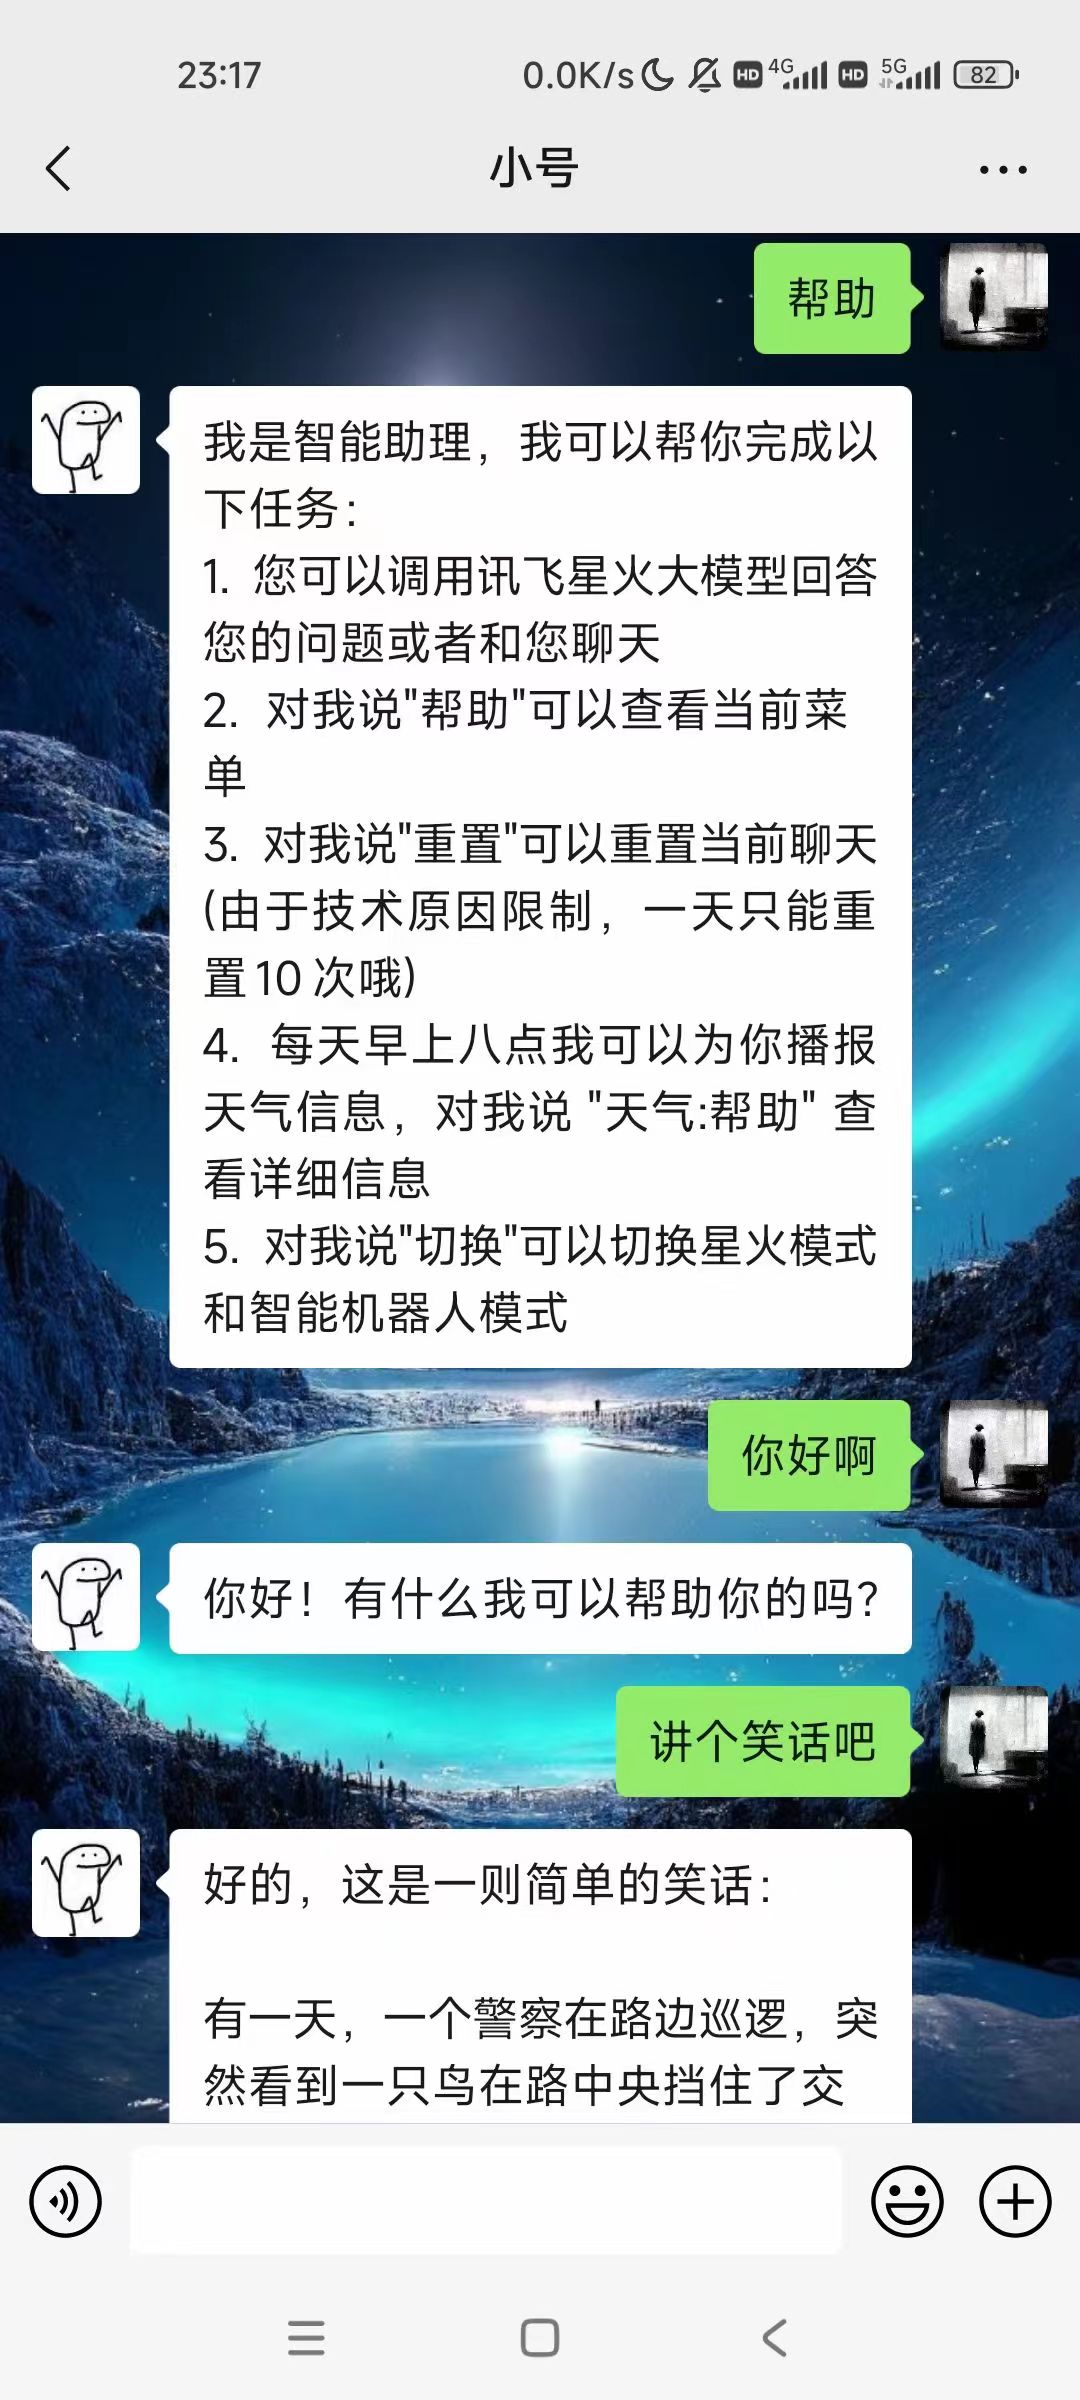 23:17 0.0K/s HD 4G HD 5G 82
小号
帮助
我是智能助理，我可以帮你完成以
下任务：
1. 您可以调用讯飞星火大模型回答
您的问题或者和您聊天
2. 对我说"帮助"可以查看当前菜
单
3. 对我说"重置"可以重置当前聊天
(由于技术原因限制，一天只能重
置10 次哦)
4. 每天早上八点我可以为你播报
天气信息，对我说 "天气:帮助" 查
看详细信息
5. 对我说"切换"可以切换星火模式
和智能机器人模式
你好啊
你好！有什么我可以帮助你的吗？
讲个笑话吧
好的，这是一则简单的笑话：
有一天，一个警察在路边巡逻，突
然看到一只鸟在路中央挡住了交